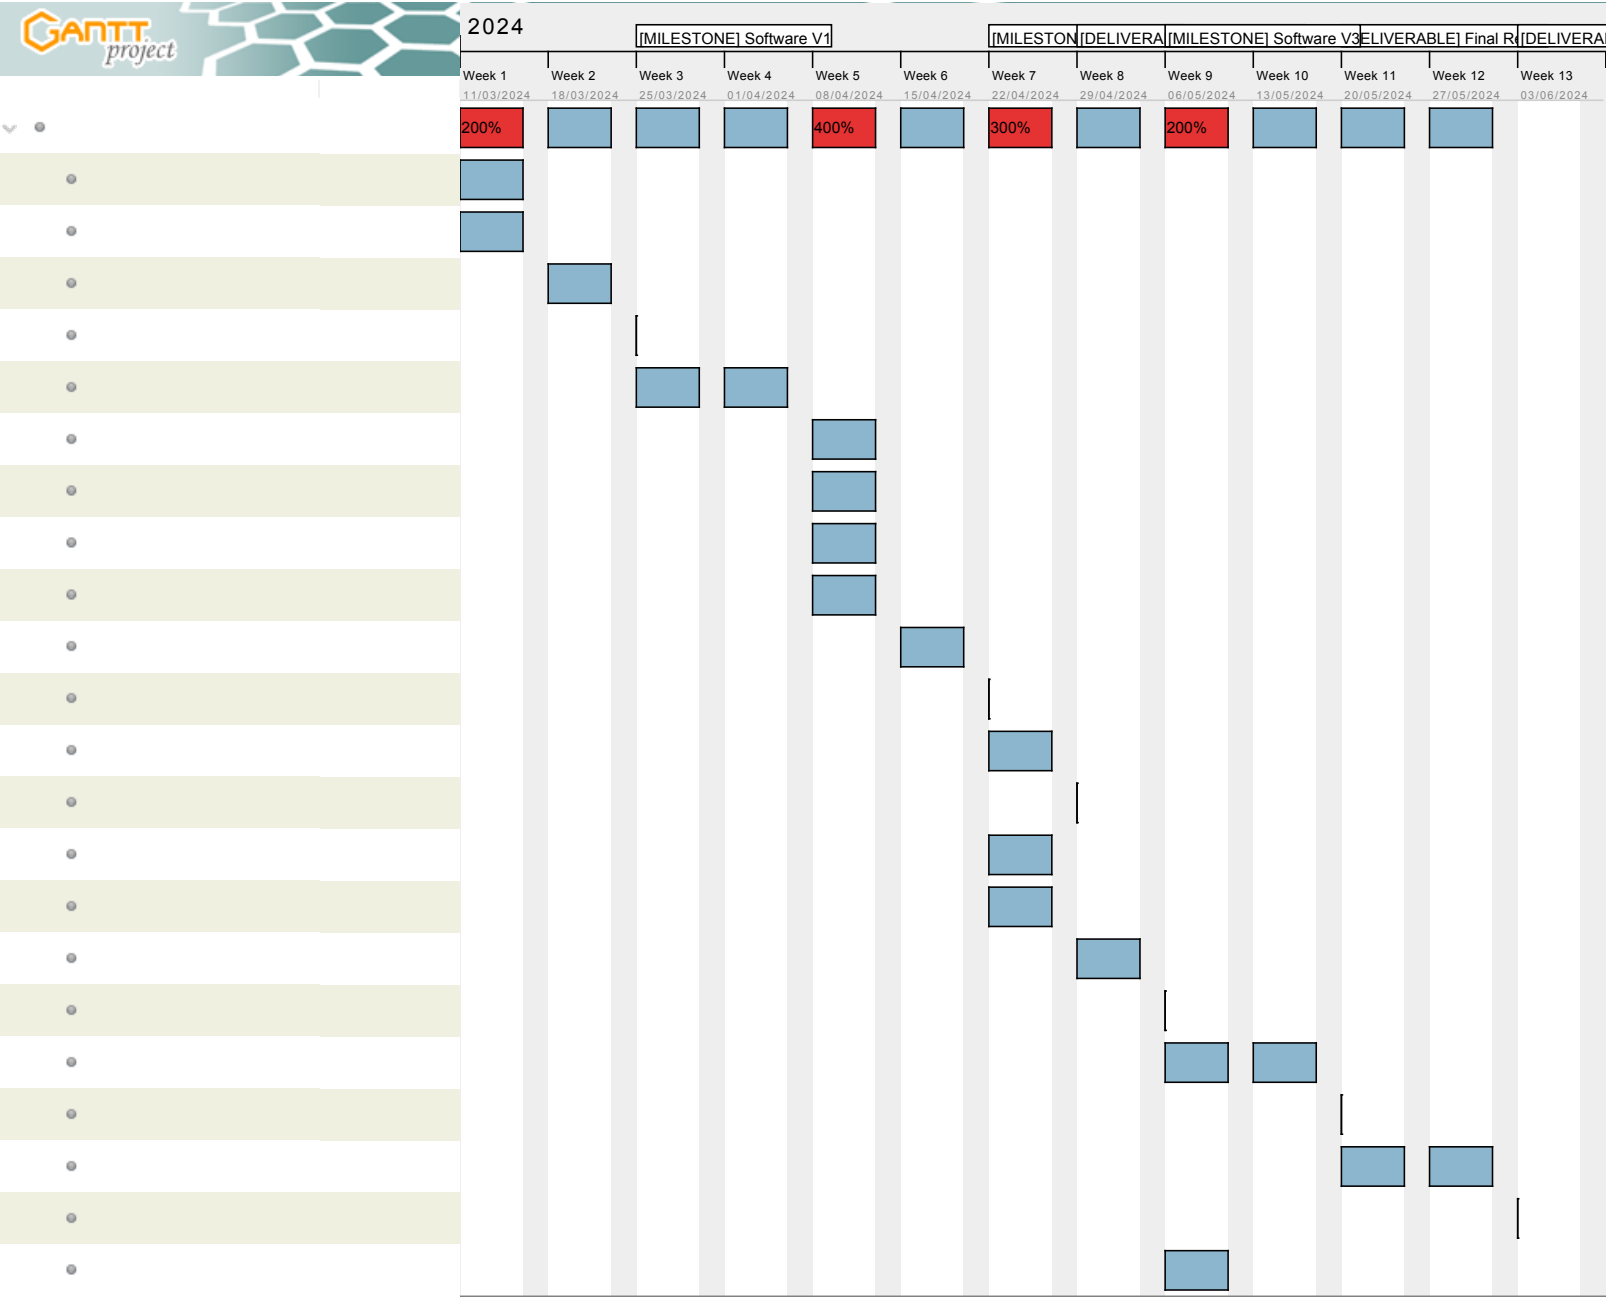 GANTT
project
2024
[MILESTONE] Software V1
[MILESTON
[DELIVERA
[MILESTONE] Software V3
ELIVERABLE] Final Re
[DELIVERA
Week 1
Week 2
Week 3
Week 4
Week 5
Week 6
Week 7
Week 8
Week 9
Week 10
Week 11
Week 12
Week 13
11/03/2024
18/03/2024
25/03/2024
01/04/2024
08/04/2024
15/04/2024
22/04/2024
29/04/2024
06/05/2024
13/05/2024
20/05/2024
27/05/2024
03/06/2024
200%
400%
300%
200%